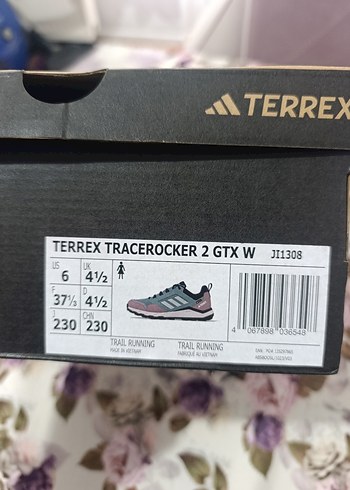 TERREX
TERREX TRACEROCKER 2 GTX W JI1308
US 6 UK 4½
F 37⅓ D 4½
J 230 CHN 230
TRAIL RUNNING TRAIL RUNNING
MADE IN VIETNAM FABRIQUÉ AU VIETNAM
4 067898 036548